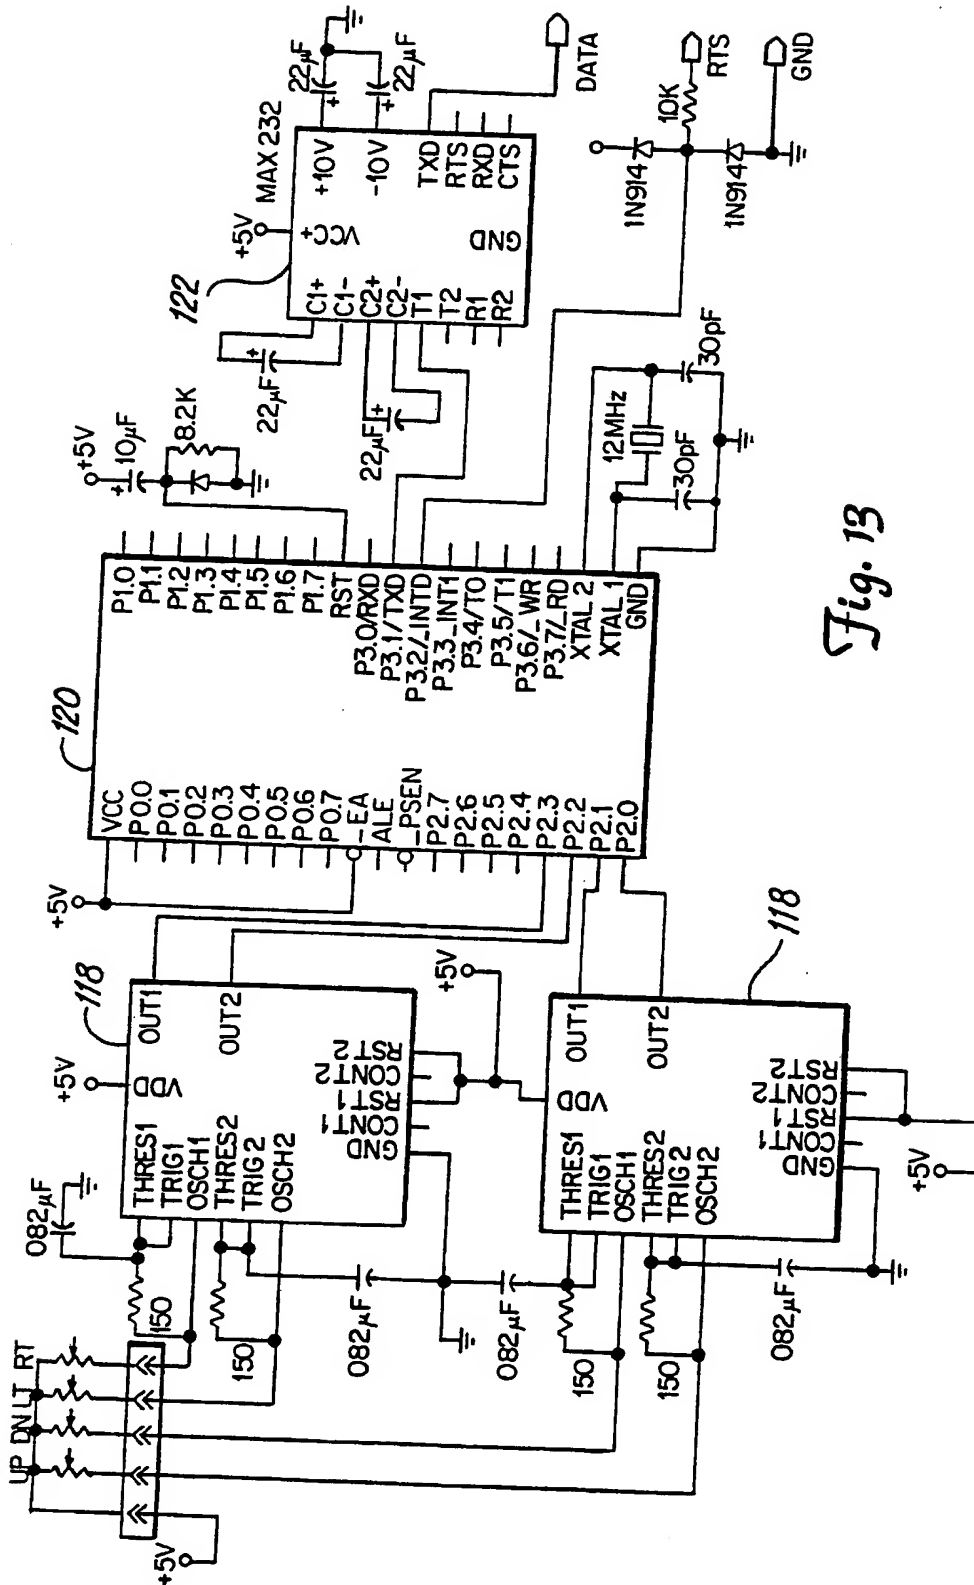 UP DN LT RT
+5V
150
082µF
150
082µF
082µF
150
150
082µF
+5V
118
VDD
THRES1
TRIG1
OSCH1
THRES2
TRIG2
OSCH2
OUT1
OUT2
GND
CONT1
RST1
CONT2
RST2
+5V
118
VDD
THRES1
TRIG1
OSCH1
THRES2
TRIG2
OSCH2
OUT1
OUT2
GND
CONT1
RST1
CONT2
RST2
+5V
+5V
120
VCC
P0.0
P0.1
P0.2
P0.3
P0.4
P0.5
P0.6
P0.7
_EA
ALE
_PSEN
P2.7
P2.6
P2.5
P2.4
P2.3
P2.2
P2.1
P2.0
P1.0
P1.1
P1.2
P1.3
P1.4
P1.5
P1.6
P1.7
RST
P3.0/RXD
P3.1/TXD
P3.2/_INTD
P3.3_INT1
P3.4/TO
P3.5/T1
P3.6/_WR
P3.7/_RD
XTAL 2
XTAL 1
GND
+5V
+
10µF
8.2K
12MHz
30pF
30pF
22µF
+
22µF
+
122
+5V
MAX 232
VCC+
C1+
C1-
C2+
C2-
T1
T2
R1
R2
+10V
-10V
TXD
RTS
RXD
CTS
GND
22µF
+
22µF
+
DATA
1N914
1N914
10K
RTS
GND
Fig. 13